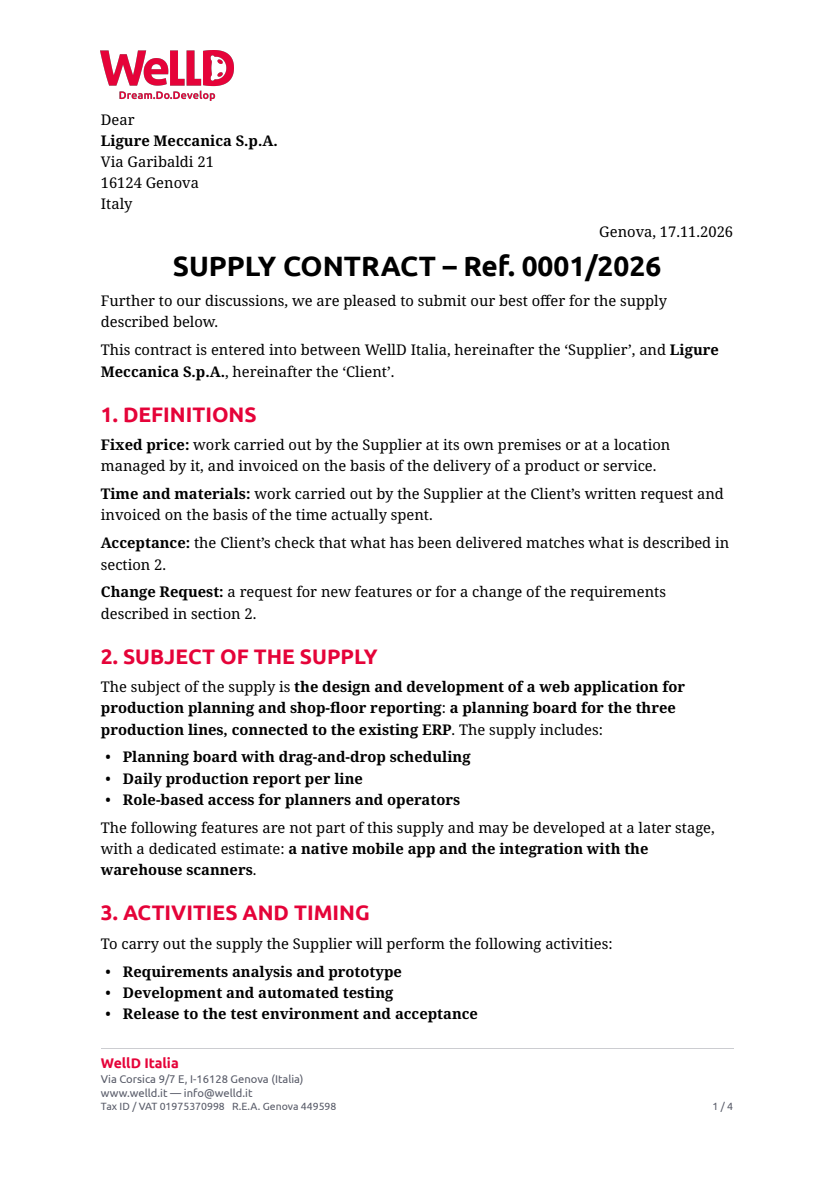 WellD
Dream.Do.Develop
Dear
Ligure Meccanica S.p.A.
Via Garibaldi 21
16124 Genova
Italy
Genova, 17.11.2026
SUPPLY CONTRACT – Ref. 0001/2026
Further to our discussions, we are pleased to submit our best offer for the supply
described below.
This contract is entered into between WellD Italia, hereinafter the ‘Supplier’, and Ligure
Meccanica S.p.A., hereinafter the ‘Client’.
1. DEFINITIONS
Fixed price: work carried out by the Supplier at its own premises or at a location
managed by it, and invoiced on the basis of the delivery of a product or service.
Time and materials: work carried out by the Supplier at the Client’s written request and
invoiced on the basis of the time actually spent.
Acceptance: the Client’s check that what has been delivered matches what is described in
section 2.
Change Request: a request for new features or for a change of the requirements
described in section 2.
2. SUBJECT OF THE SUPPLY
The subject of the supply is the design and development of a web application for
production planning and shop-floor reporting: a planning board for the three
production lines, connected to the existing ERP. The supply includes:
• Planning board with drag-and-drop scheduling
• Daily production report per line
• Role-based access for planners and operators
The following features are not part of this supply and may be developed at a later stage,
with a dedicated estimate: a native mobile app and the integration with the
warehouse scanners.
3. ACTIVITIES AND TIMING
To carry out the supply the Supplier will perform the following activities:
• Requirements analysis and prototype
• Development and automated testing
• Release to the test environment and acceptance
WellD Italia
Via Corsica 9/7 E, I-16128 Genova (Italia)
www.welld.it — info@welld.it
Tax ID / VAT 01975370998 R.E.A. Genova 449598
1 / 4